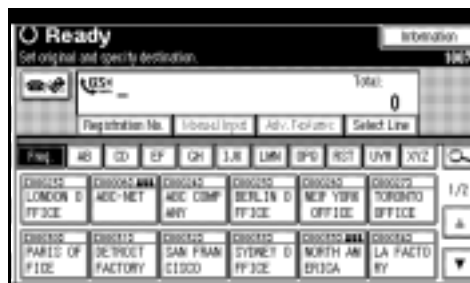 Ready
Information
Set original and specify destination.
100%
G3
Total:
0
Registration No.
Manual Input
Adv. Features
Select Line
Freq.
AB
CD
EF
GH
IJK
LMN
OPQ
RST
UVW
XYZ
LONDON O
FFICE
ABC-NET
ABC COMP
ANY
BERLIN O
FFICE
NEW YORK
OFFICE
TORONTO
OFFICE
1/2
PARIS OF
FICE
DETROIT
FACTORY
SAN FRAN
CISCO
SYDNEY O
FFICE
NORTH AM
ERICA
LA FACTO
RY